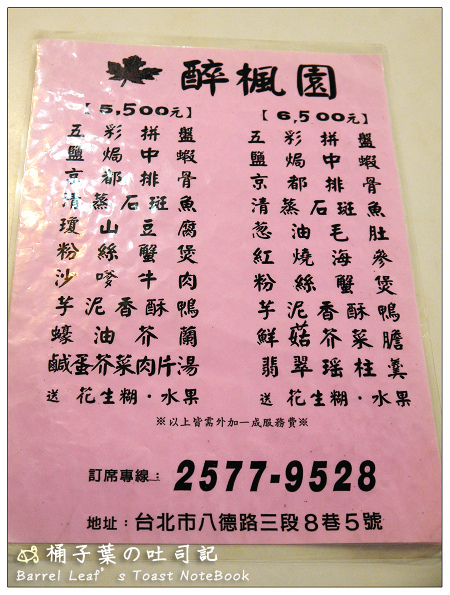 醉楓園
【5,500元】
五彩拼盤
鹽焗中蝦
京都排骨
清蒸石斑魚
瓊山豆腐
粉絲蟹煲
沙嗲牛肉
芋泥香酥鴨
蠔油芥蘭
鹹蛋芥菜肉片湯
送 花生糊·水果
【6,500元】
五彩拼盤
鹽焗中蝦
京都排骨
清蒸石斑魚
葱油毛肚
紅燒海參
粉絲蟹煲
芋泥香酥鴨
鮮菇芥菜膽
翡翠瑤柱羹
送 花生糊·水果
※以上皆需外加一成服務費※
訂席專線：2577-9528
地址：台北市八德路三段8巷5號
桶子葉の吐司記
Barrel Leaf's Toast NoteBook